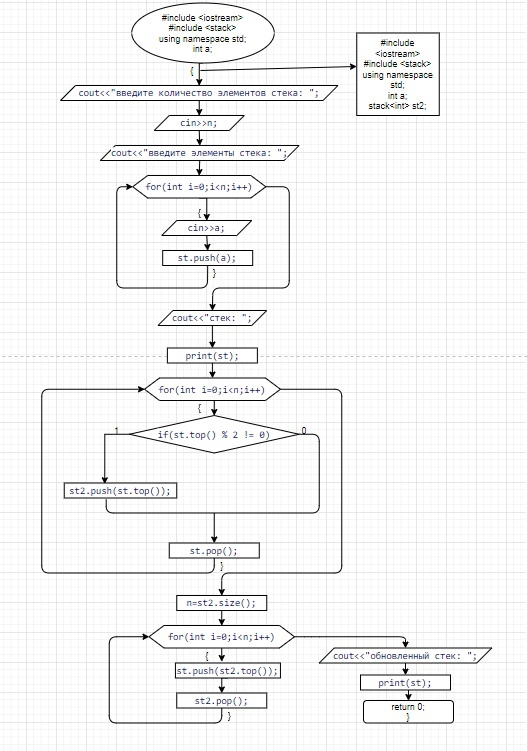 #include <iostream>
#include <stack>
using namespace std;
int a;
{
#include
<iostream>
#include <stack>
using namespace
std;
int a;
stack<int> st2;
cout<<"введите количество элементов стека: ";
cin>>n;
cout<<"введите элементы стека: ";
for(int i=0;i<n;i++)
{
cin>>a;
st.push(a);
}
cout<<"стек: ";
print(st);
for(int i=0;i<n;i++)
{
1
if(st.top() % 2 != 0)
0
st2.push(st.top());
st.pop();
}
n=st2.size();
for(int i=0;i<n;i++)
{
st.push(st2.top());
st2.pop();
}
cout<<"обновленный стек: ";
print(st);
return 0;
}